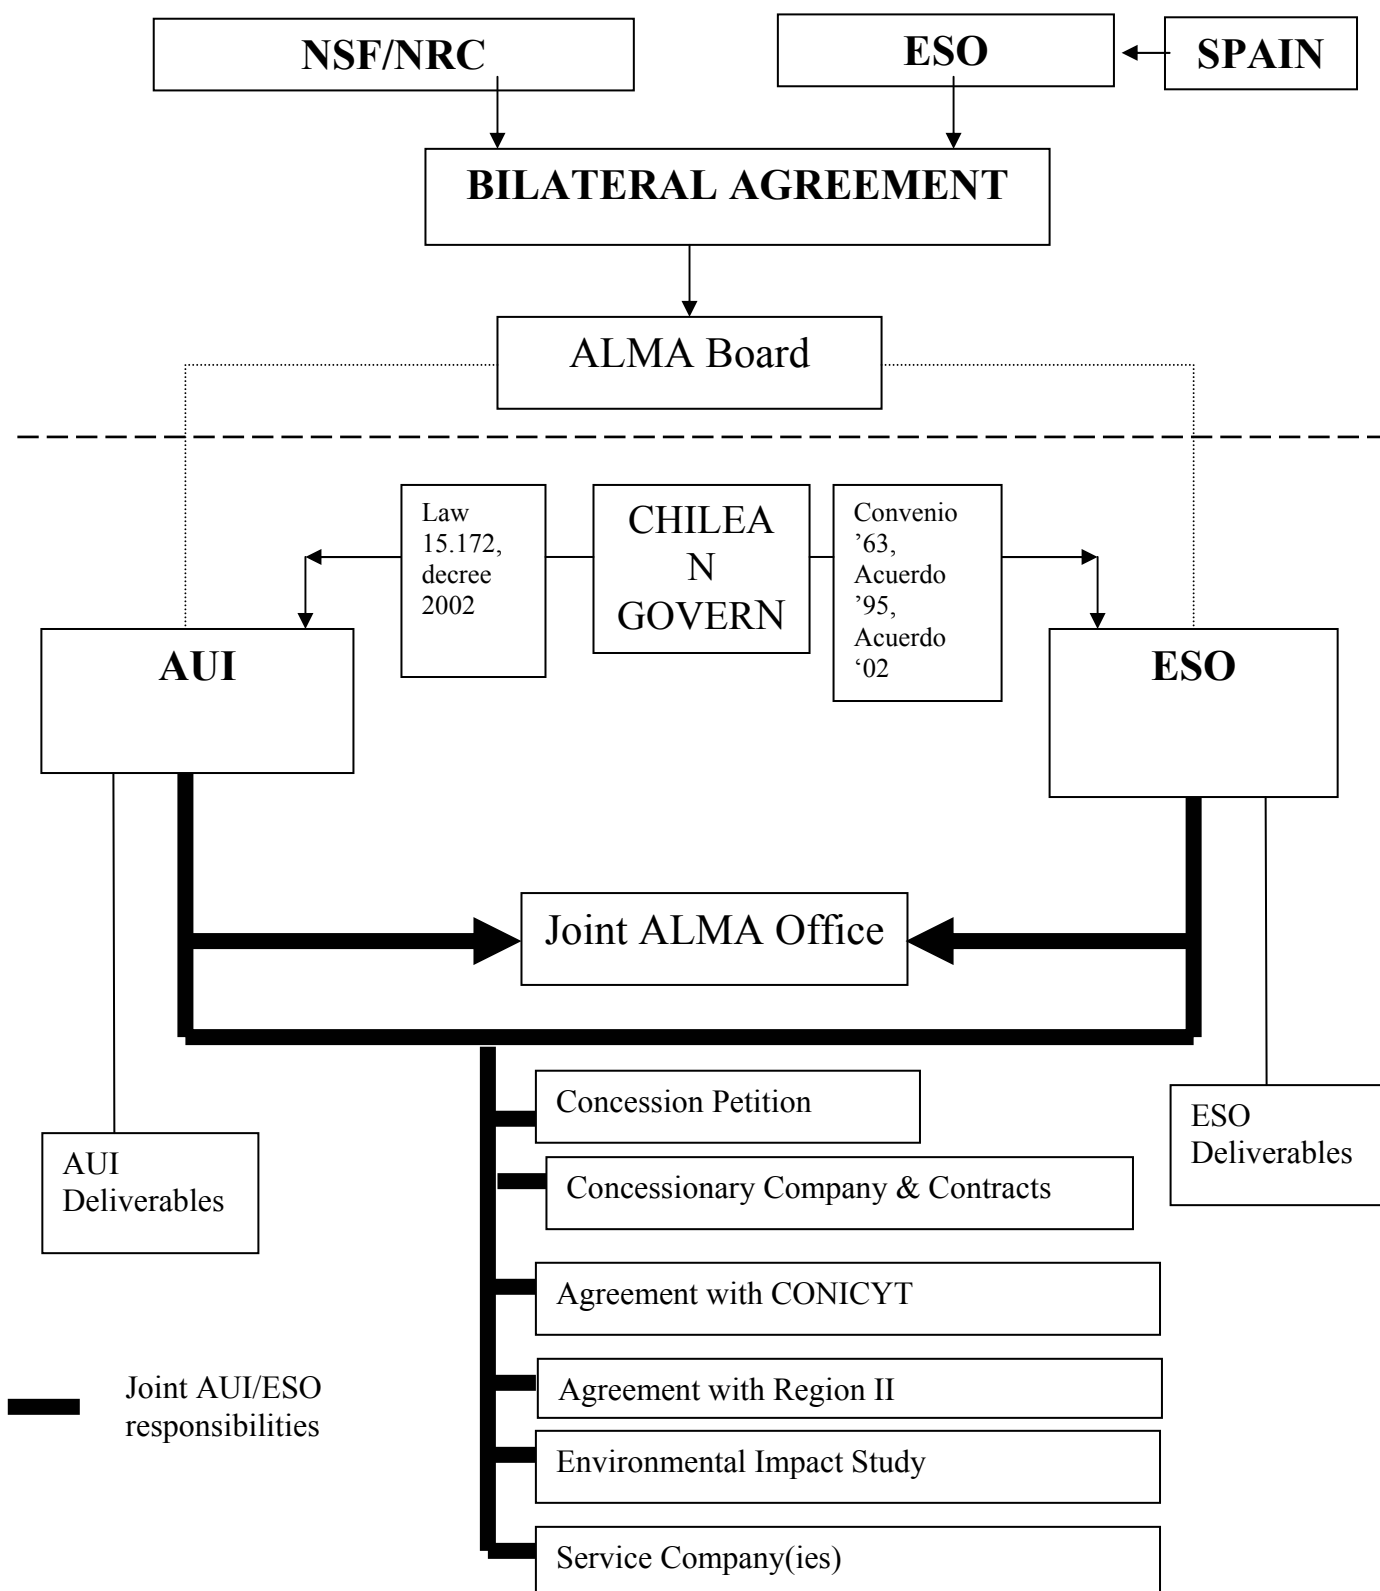 NSF/NRC
ESO
SPAIN
BILATERAL AGREEMENT
ALMA Board
Law
15.172,
decree
2002
CHILEA
N
GOVERN
Convenio
’63,
Acuerdo
’95,
Acuerdo
‘02
AUI
ESO
Joint ALMA Office
Concession Petition
Concessionary Company & Contracts
Agreement with CONICYT
Agreement with Region II
Environmental Impact Study
Service Company(ies)
AUI
Deliverables
ESO
Deliverables
Joint AUI/ESO
responsibilities